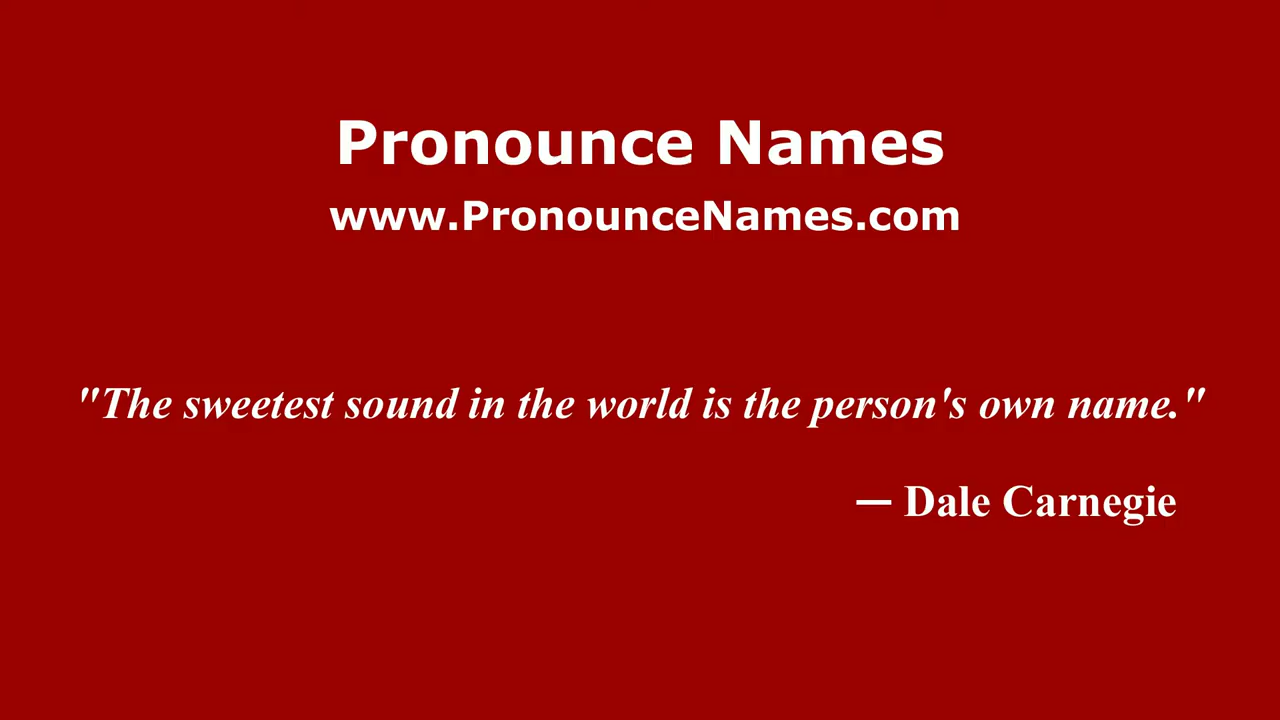 Pronounce Names
www.PronounceNames.com
"The sweetest sound in the world is the person's own name."
— Dale Carnegie